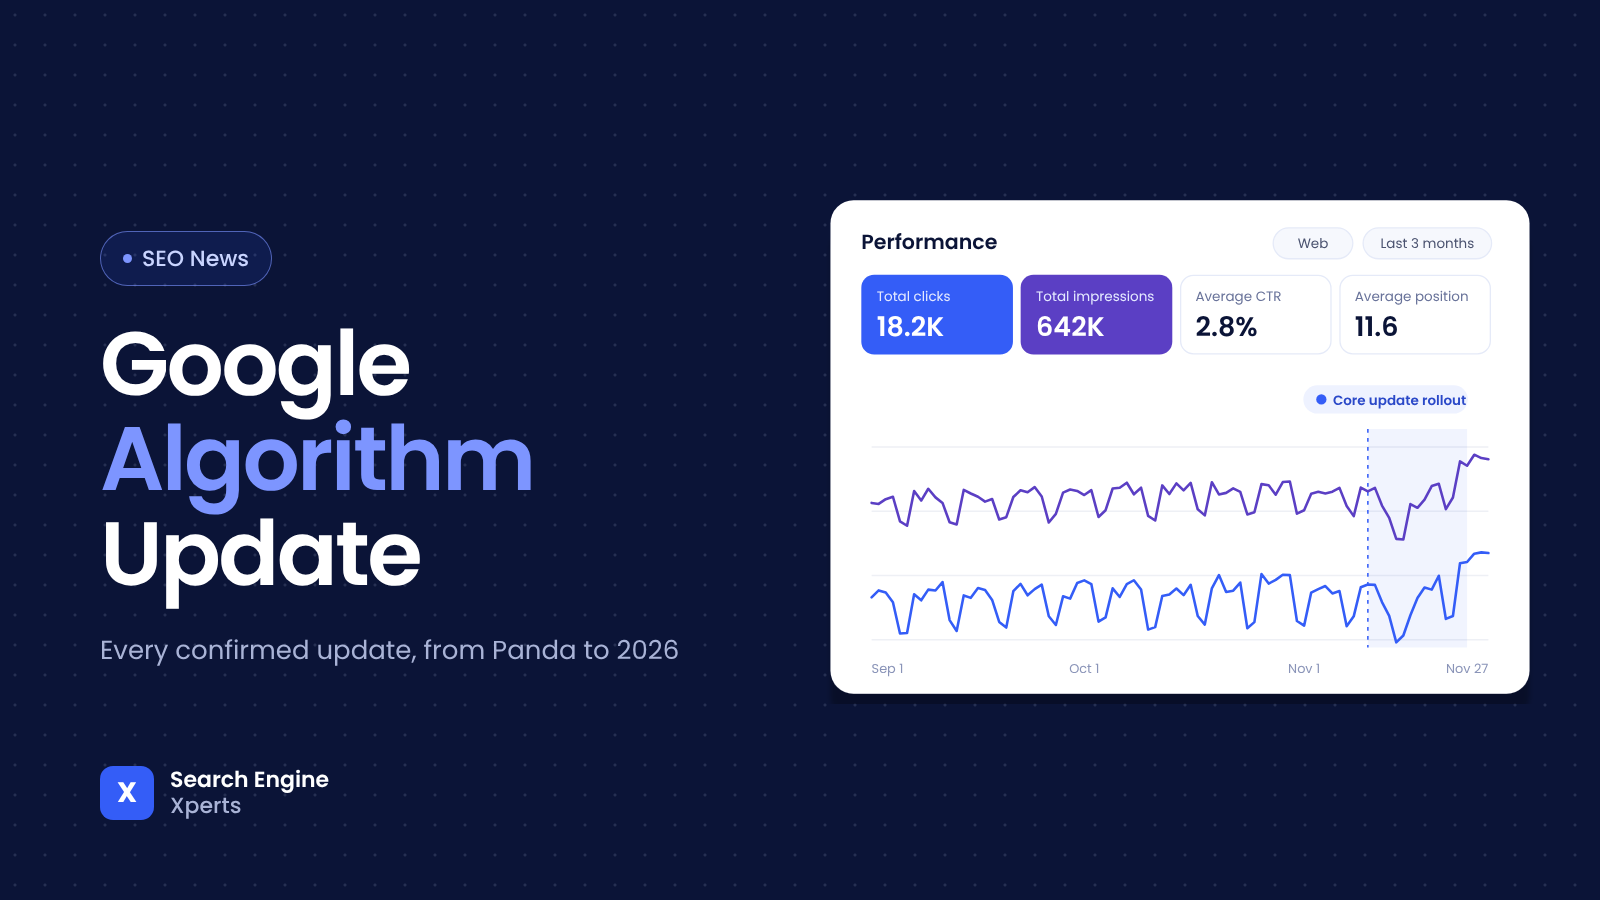 SEO News
Google
Algorithm
Update
Every confirmed update, from Panda to 2026
X
Search Engine
Xperts
Performance
Web
Last 3 months
Total clicks
18.2K
Total impressions
642K
Average CTR
2.8%
Average position
11.6
Core update rollout
Sep 1
Oct 1
Nov 1
Nov 27